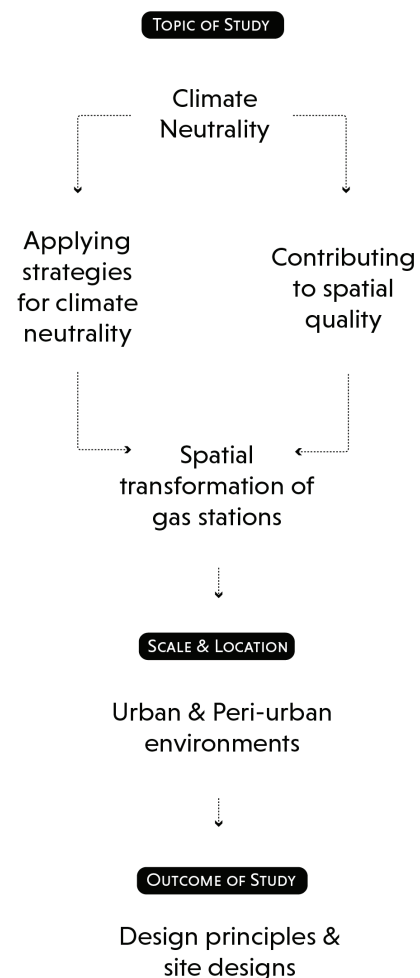 Topic of Study
Climate
Neutrality
Applying
strategies
for climate
neutrality
Contributing
to spatial
quality
Spatial
transformation of
gas stations
Scale & Location
Urban & Peri-urban
environments
Outcome of Study
Design principles &
site designs